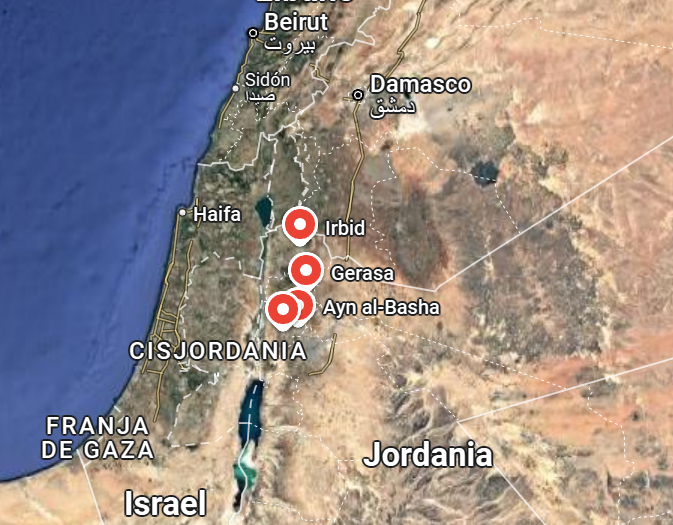 Beirut
بيروت
Sidón
صيدا
Damasco
دمشق
Haifa
Irbid
Gerasa
Ayn al-Basha
CISJORDANIA
FRANJA
DE GAZA
Jordania
Israel